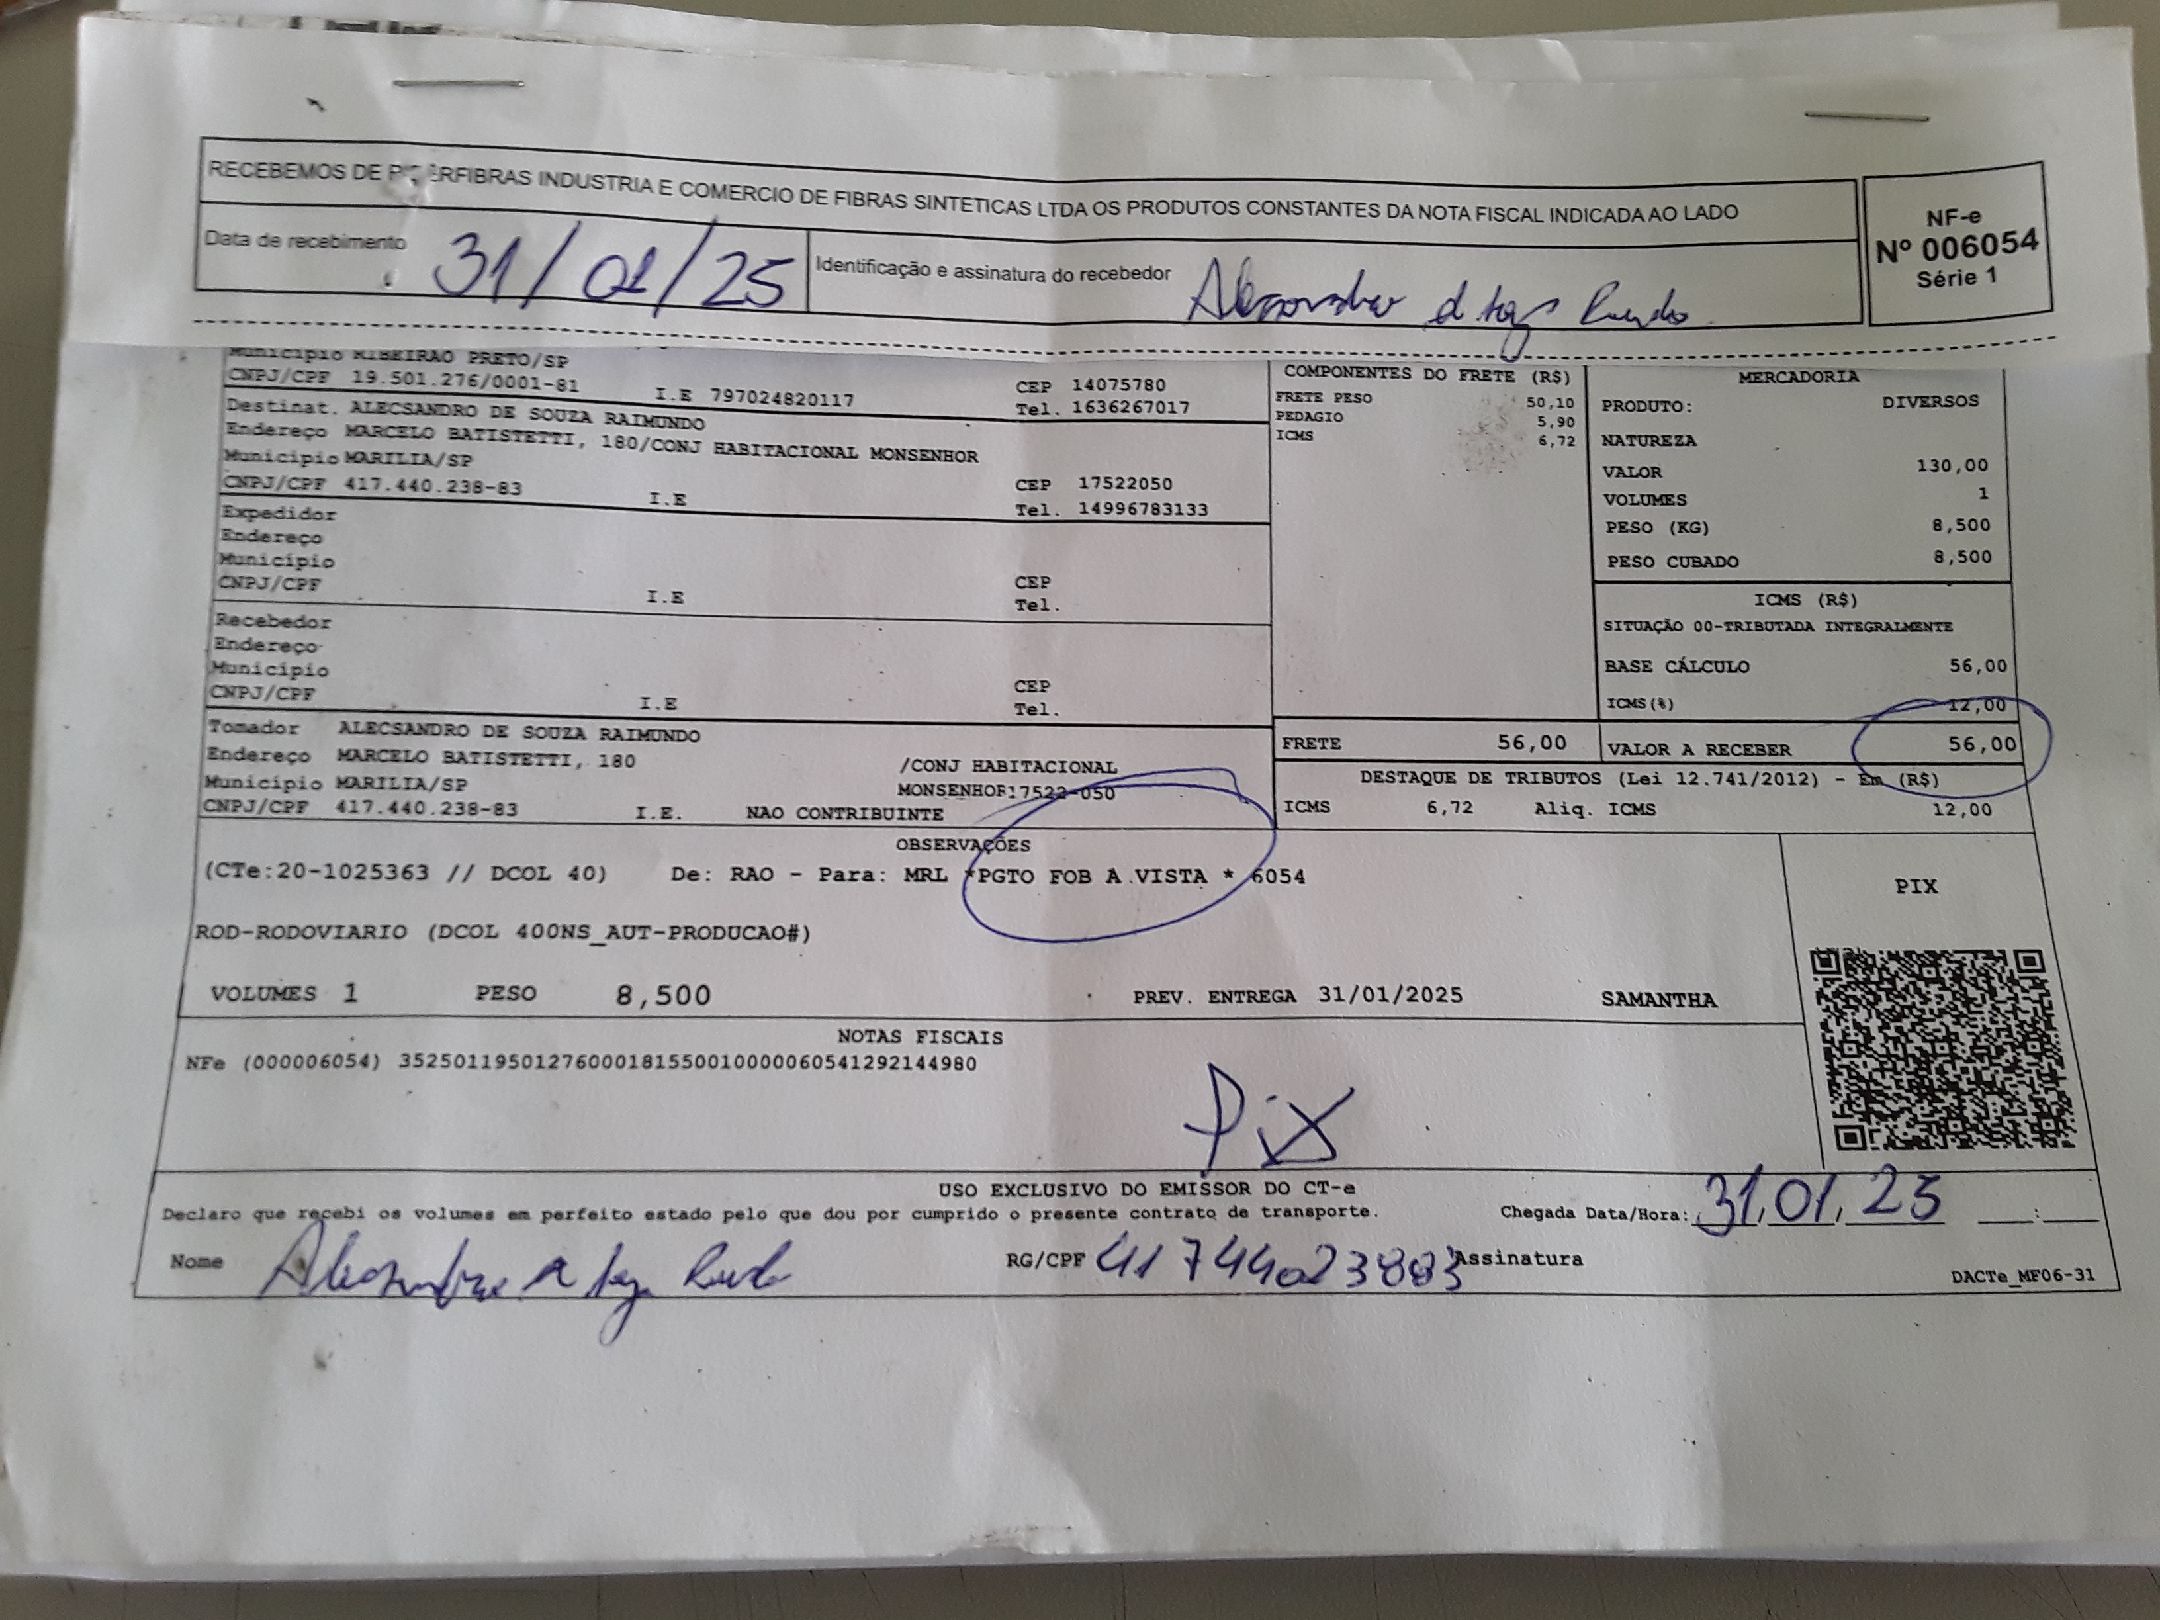 RECEBEMOS DE P ERFIBRAS INDUSTRIA E COMERCIO DE FIBRAS SINTETICAS LTDA OS PRODUTOS CONSTANTES DA NOTA FISCAL INDICADA AO LADO
NF-e
Nº 006054
Série 1
Data de recebimento 31/01/25
Identificação e assinatura do recebedor
Município RIBEIRAO PRETO/SP
CNPJ/CPF 19.501.276/0001-81 I.E 797024820117 CEP 14075780
Tel. 1636267017
Destinat. ALECSANDRO DE SOUZA RAIMUNDO
Endereço MARCELO BATISTETTI, 180/CONJ HABITACIONAL MONSENHOR
Município MARILIA/SP CEP 17522050
CNPJ/CPF 417.440.238-83 I.E Tel. 14996783133
Expedidor
Endereço
Município CEP
CNPJ/CPF I.E Tel.
Recebedor
Endereço
Município CEP
CNPJ/CPF I.E Tel.
Tomador ALECSANDRO DE SOUZA RAIMUNDO
Endereço MARCELO BATISTETTI, 180 /CONJ HABITACIONAL
Município MARILIA/SP MONSENHOR17522-050
CNPJ/CPF 417.440.238-83 I.E. NAO CONTRIBUINTE
COMPONENTES DO FRETE (R$)
FRETE PESO 50,10
PEDAGIO 5,90
ICMS 6,72
MERCADORIA
PRODUTO: DIVERSOS
NATUREZA
VALOR 130,00
VOLUMES 1
PESO (KG) 8,500
PESO CUBADO 8,500
ICMS (R$)
SITUAÇÃO 00-TRIBUTADA INTEGRALMENTE
BASE CÁLCULO 56,00
ICMS(%) 12,00
FRETE 56,00 VALOR A RECEBER 56,00
DESTAQUE DE TRIBUTOS (Lei 12.741/2012) - Em (R$)
ICMS 6,72 Aliq. ICMS 12,00
OBSERVAÇÕES
(CTe:20-1025363 // DCOL 40) De: RAO - Para: MRL *PGTO FOB A VISTA * 6054
ROD-RODOVIARIO (DCOL 400NS_AUT-PRODUCAO#)
VOLUMES 1 PESO 8,500 PREV. ENTREGA 31/01/2025 SAMANTHA
PIX
NOTAS FISCAIS
NFe (000006054) 35250119501276000181550010000060541292144980
Pix
USO EXCLUSIVO DO EMISSOR DO CT-e
Declaro que recebi os volumes em perfeito estado pelo que dou por cumprido o presente contrato de transporte. Chegada Data/Hora: 31,01,25 __:__
Nome RG/CPF 41744023883 Assinatura
DACTe_MF06-31